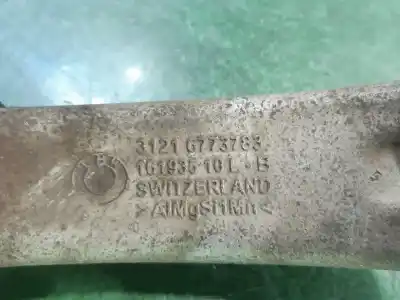 3121 6773783
161935 10 L - B
SWITZERLAND
>AlMgSi1Mn<